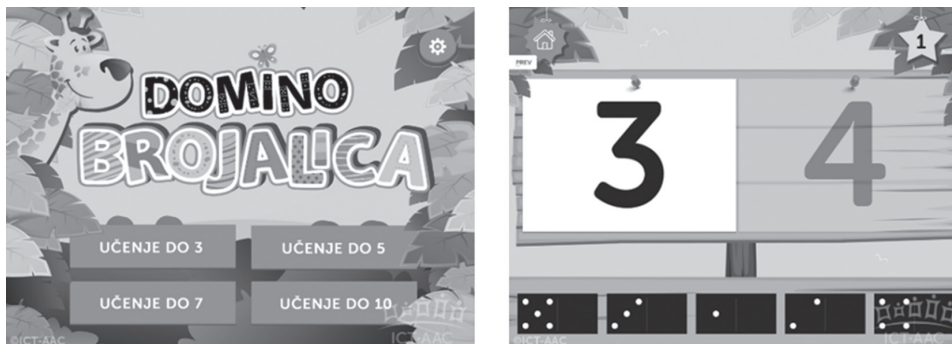 DOMINO
BROJALICA
UČENJE DO 3
UČENJE DO 5
UČENJE DO 7
UČENJE DO 10
©ICT-AAC
ICT-AAC
1
PREV
3
4
©ICT-AAC
ICT-AAC